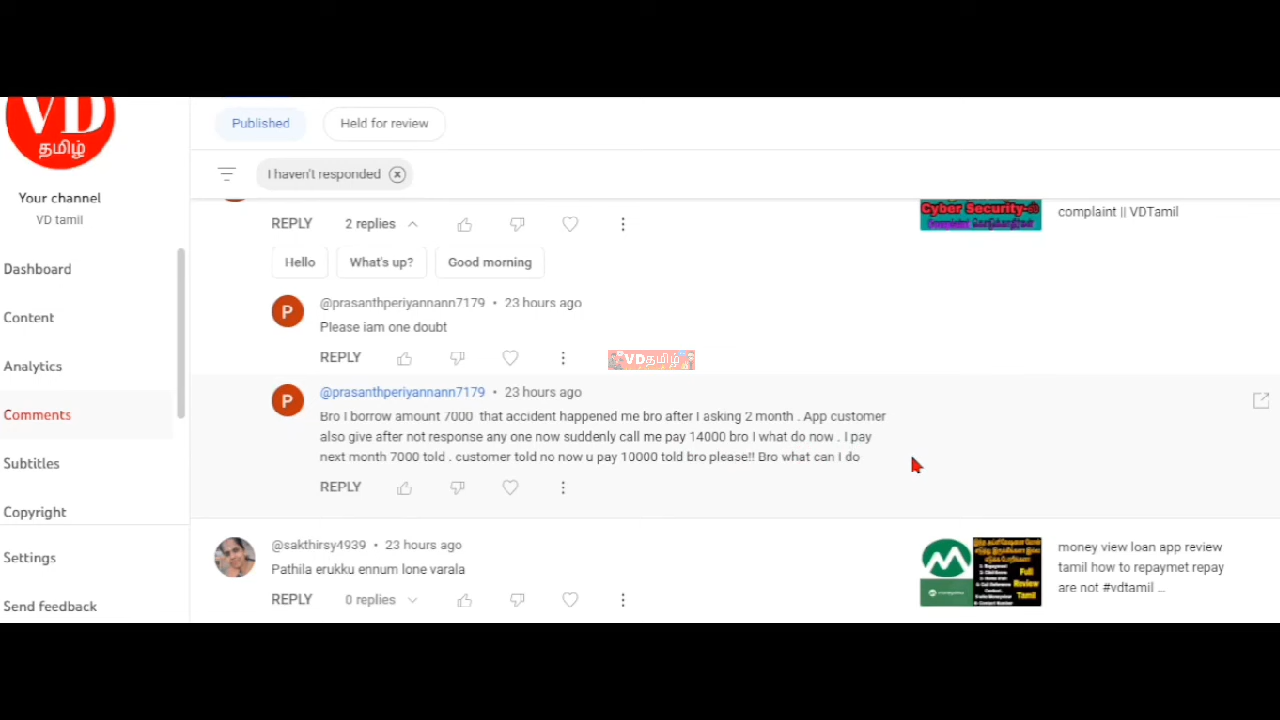 VD
தமிழ்
Your channel
VD tamil
Dashboard
Content
Analytics
Comments
Subtitles
Copyright
Settings
Send feedback
Published
Held for review
I haven't responded
REPLY
2 replies
Cyber Security-ல்
complaint || VDTamil
Hello
What's up?
Good morning
P
@prasanthperiyannann7179 • 23 hours ago
Please iam one doubt
REPLY
VDதமிழ்
P
@prasanthperiyannann7179 • 23 hours ago
Bro I borrow amount 7000 that accident happened me bro after I asking 2 month . App customer
also give after not response any one now suddenly call me pay 14000 bro I what do now . I pay
next month 7000 told . customer told no now u pay 10000 told bro please!! Bro what can I do
REPLY
@sakthirsy4939 • 23 hours ago
Pathila erukku ennum lone varala
REPLY
0 replies
Full
Review
Tamil
money view loan app review
tamil how to repaymet repay
are not #vdtamil ...